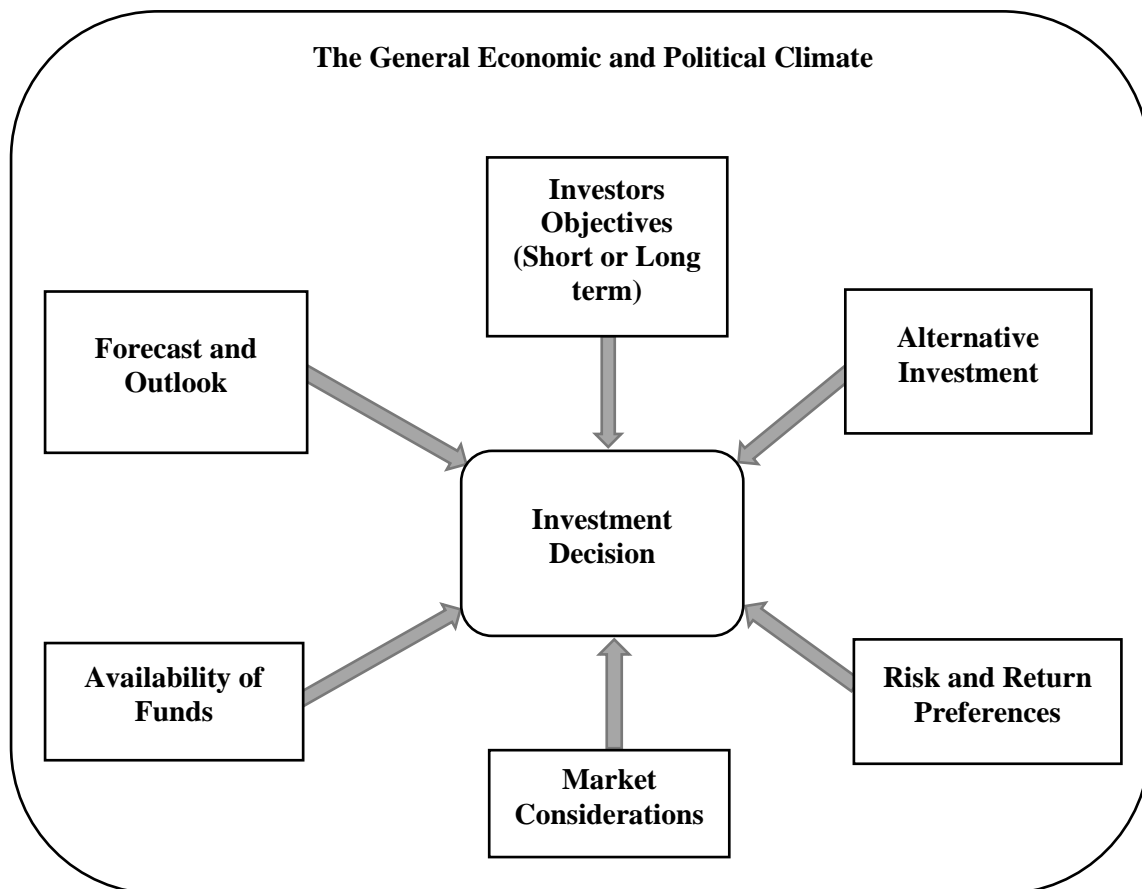 The General Economic and Political Climate
Investors
Objectives
(Short or Long
term)
Forecast and
Outlook
Alternative
Investment
Investment
Decision
Availability of
Funds
Risk and Return
Preferences
Market
Considerations